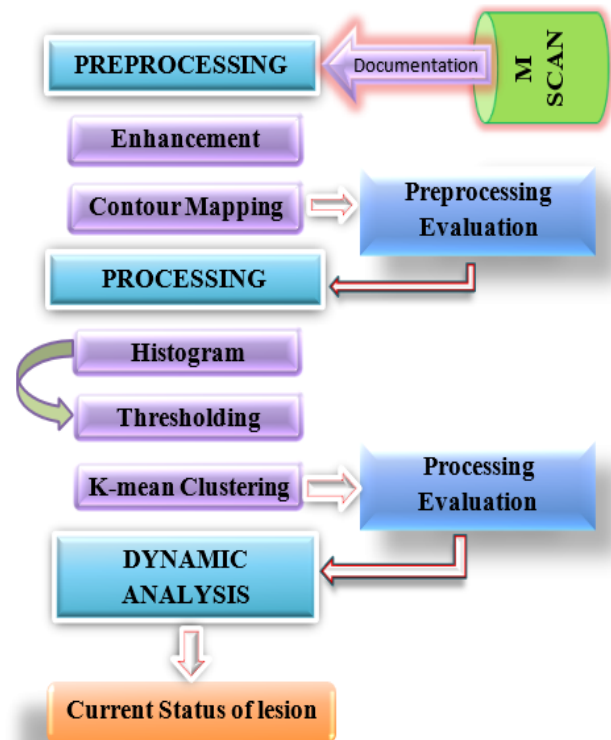 PREPROCESSING
Documentation
M
SCAN
Enhancement
Contour Mapping
Preprocessing
Evaluation
PROCESSING
Histogram
Thresholding
K-mean Clustering
Processing
Evaluation
DYNAMIC
ANALYSIS
Current Status of lesion